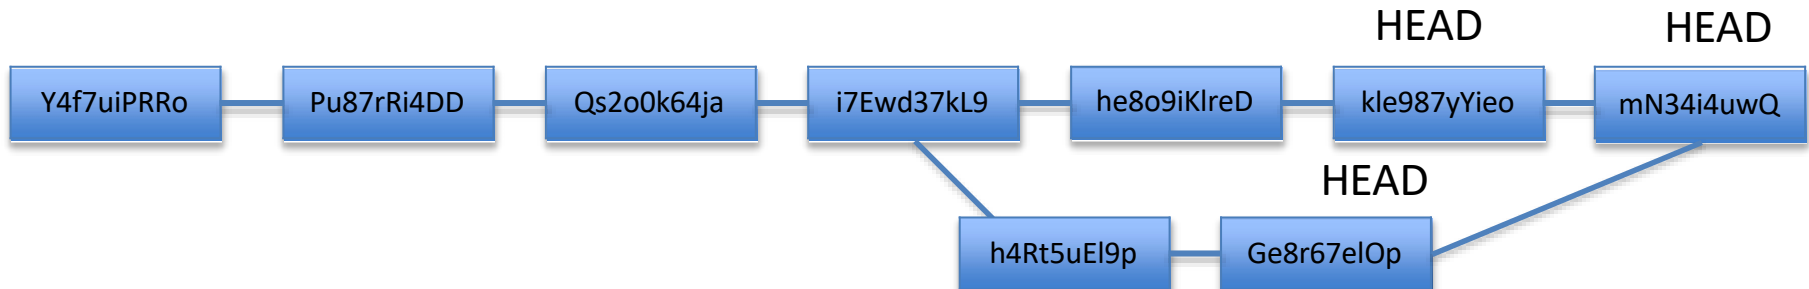 HEAD
HEAD
Y4f7uiPRRo
Pu87rRi4DD
Qs2o0k64ja
i7Ewd37kL9
he8o9iKlreD
kle987yYieo
mN34i4uwQ
HEAD
h4Rt5uEl9p
Ge8r67elOp